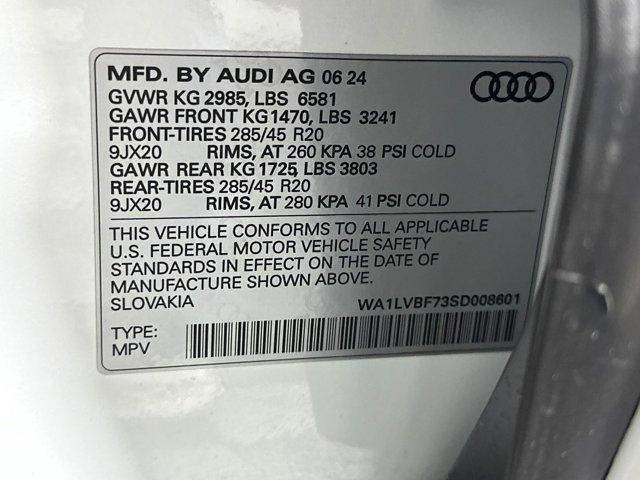 MFD. BY AUDI AG 06 24
GVWR KG 2985, LBS 6581
GAWR FRONT KG1470, LBS 3241
FRONT-TIRES 285/45 R20
9JX20 RIMS, AT 260 KPA 38 PSI COLD
GAWR REAR KG 1725, LBS 3803
REAR-TIRES 285/45 R20
9JX20 RIMS, AT 280 KPA 41 PSI COLD
THIS VEHICLE CONFORMS TO ALL APPLICABLE
U.S. FEDERAL MOTOR VEHICLE SAFETY
STANDARDS IN EFFECT ON THE DATE OF
MANUFACTURE SHOWN ABOVE.
SLOVAKIA WA1LVBF73SD008601
TYPE:
MPV